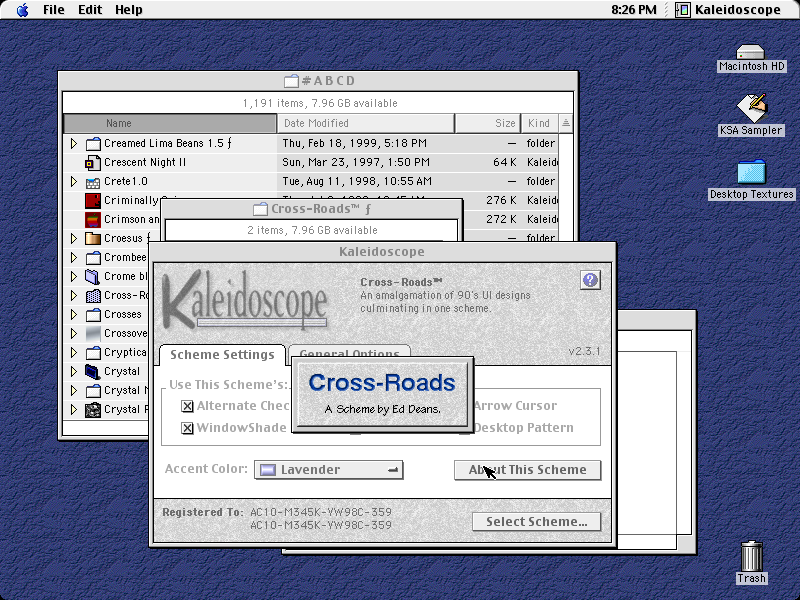 File Edit Help
8:26 PM Kaleidoscope
Macintosh HD
KSA Sampler
Desktop Textures
Trash
#ABCD
1,191 items, 7.96 GB available
Name Date Modified Size Kind
Creamed Lima Beans 1.5 ƒ Thu, Feb 18, 1999, 5:18 PM — folder
Crescent Night II Sun, Mar 23, 1997, 1:50 PM 64 K Kaleid
Crete1.0 Tue, Aug 11, 1998, 10:55 AM — folder
Criminally 276 K Kaleid
Crimson an 272 K Kaleid
Croesus ƒ — folder
Crombee
Crome bl
Cross-Ro
Crosses
Crossove
Cryptica
Crystal
Crystal
Crystal
Cross-Roads™ ƒ
2 items, 7.96 GB available
Kaleidoscope
Kaleidoscope
Cross-Roads™
An amalgamation of 90's UI designs
culminating in one scheme.
?
v2.3.1
Scheme Settings General Options
Use This Scheme's:
Alternate Chec Arrow Cursor
WindowShade Desktop Pattern
Cross-Roads
A Scheme by Ed Deans.
Accent Color: Lavender About This Scheme
Registered To: AC10-M345K-VW98C-359
AC10-M345K-VW98C-359
Select Scheme...